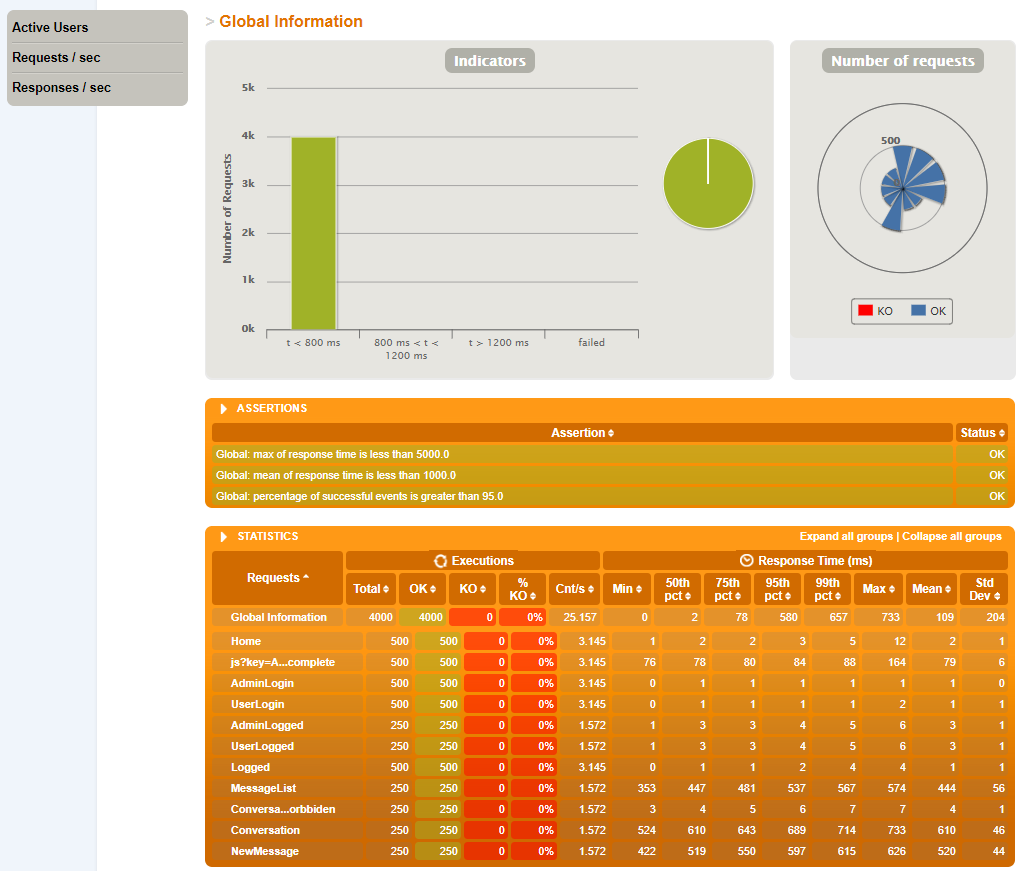 Active Users
Requests / sec
Responses / sec
> Global Information
Indicators
5k
4k
3k
2k
1k
0k
Number of Requests
t < 800 ms
800 ms < t <
1200 ms
t > 1200 ms
failed
Number of requests
500
KO OK
ASSERTIONS
Assertion Status
Global: max of response time is less than 5000.0 OK
Global: mean of response time is less than 1000.0 OK
Global: percentage of successful events is greater than 95.0 OK
STATISTICS Expand all groups | Collapse all groups
Requests Executions Response Time (ms)
Total OK KO % KO Cnt/s Min 50th pct 75th pct 95th pct 99th pct Max Mean Std Dev
Global Information 4000 4000 0 0% 25.157 0 2 78 580 657 733 109 204
Home 500 500 0 0% 3.145 1 2 2 3 5 12 2 1
js?key=A...complete 500 500 0 0% 3.145 76 78 80 84 88 164 79 6
AdminLogin 500 500 0 0% 3.145 0 1 1 1 1 1 1 0
UserLogin 500 500 0 0% 3.145 0 1 1 1 1 2 1 1
AdminLogged 250 250 0 0% 1.572 1 3 3 4 5 6 3 1
UserLogged 250 250 0 0% 1.572 1 3 3 4 5 6 3 1
Logged 500 500 0 0% 3.145 0 1 1 2 4 4 1 1
MessageList 250 250 0 0% 1.572 353 447 481 537 567 574 444 56
Conversa...orbbiden 250 250 0 0% 1.572 3 4 5 6 7 7 4 1
Conversation 250 250 0 0% 1.572 524 610 643 689 714 733 610 46
NewMessage 250 250 0 0% 1.572 422 519 550 597 615 626 520 44